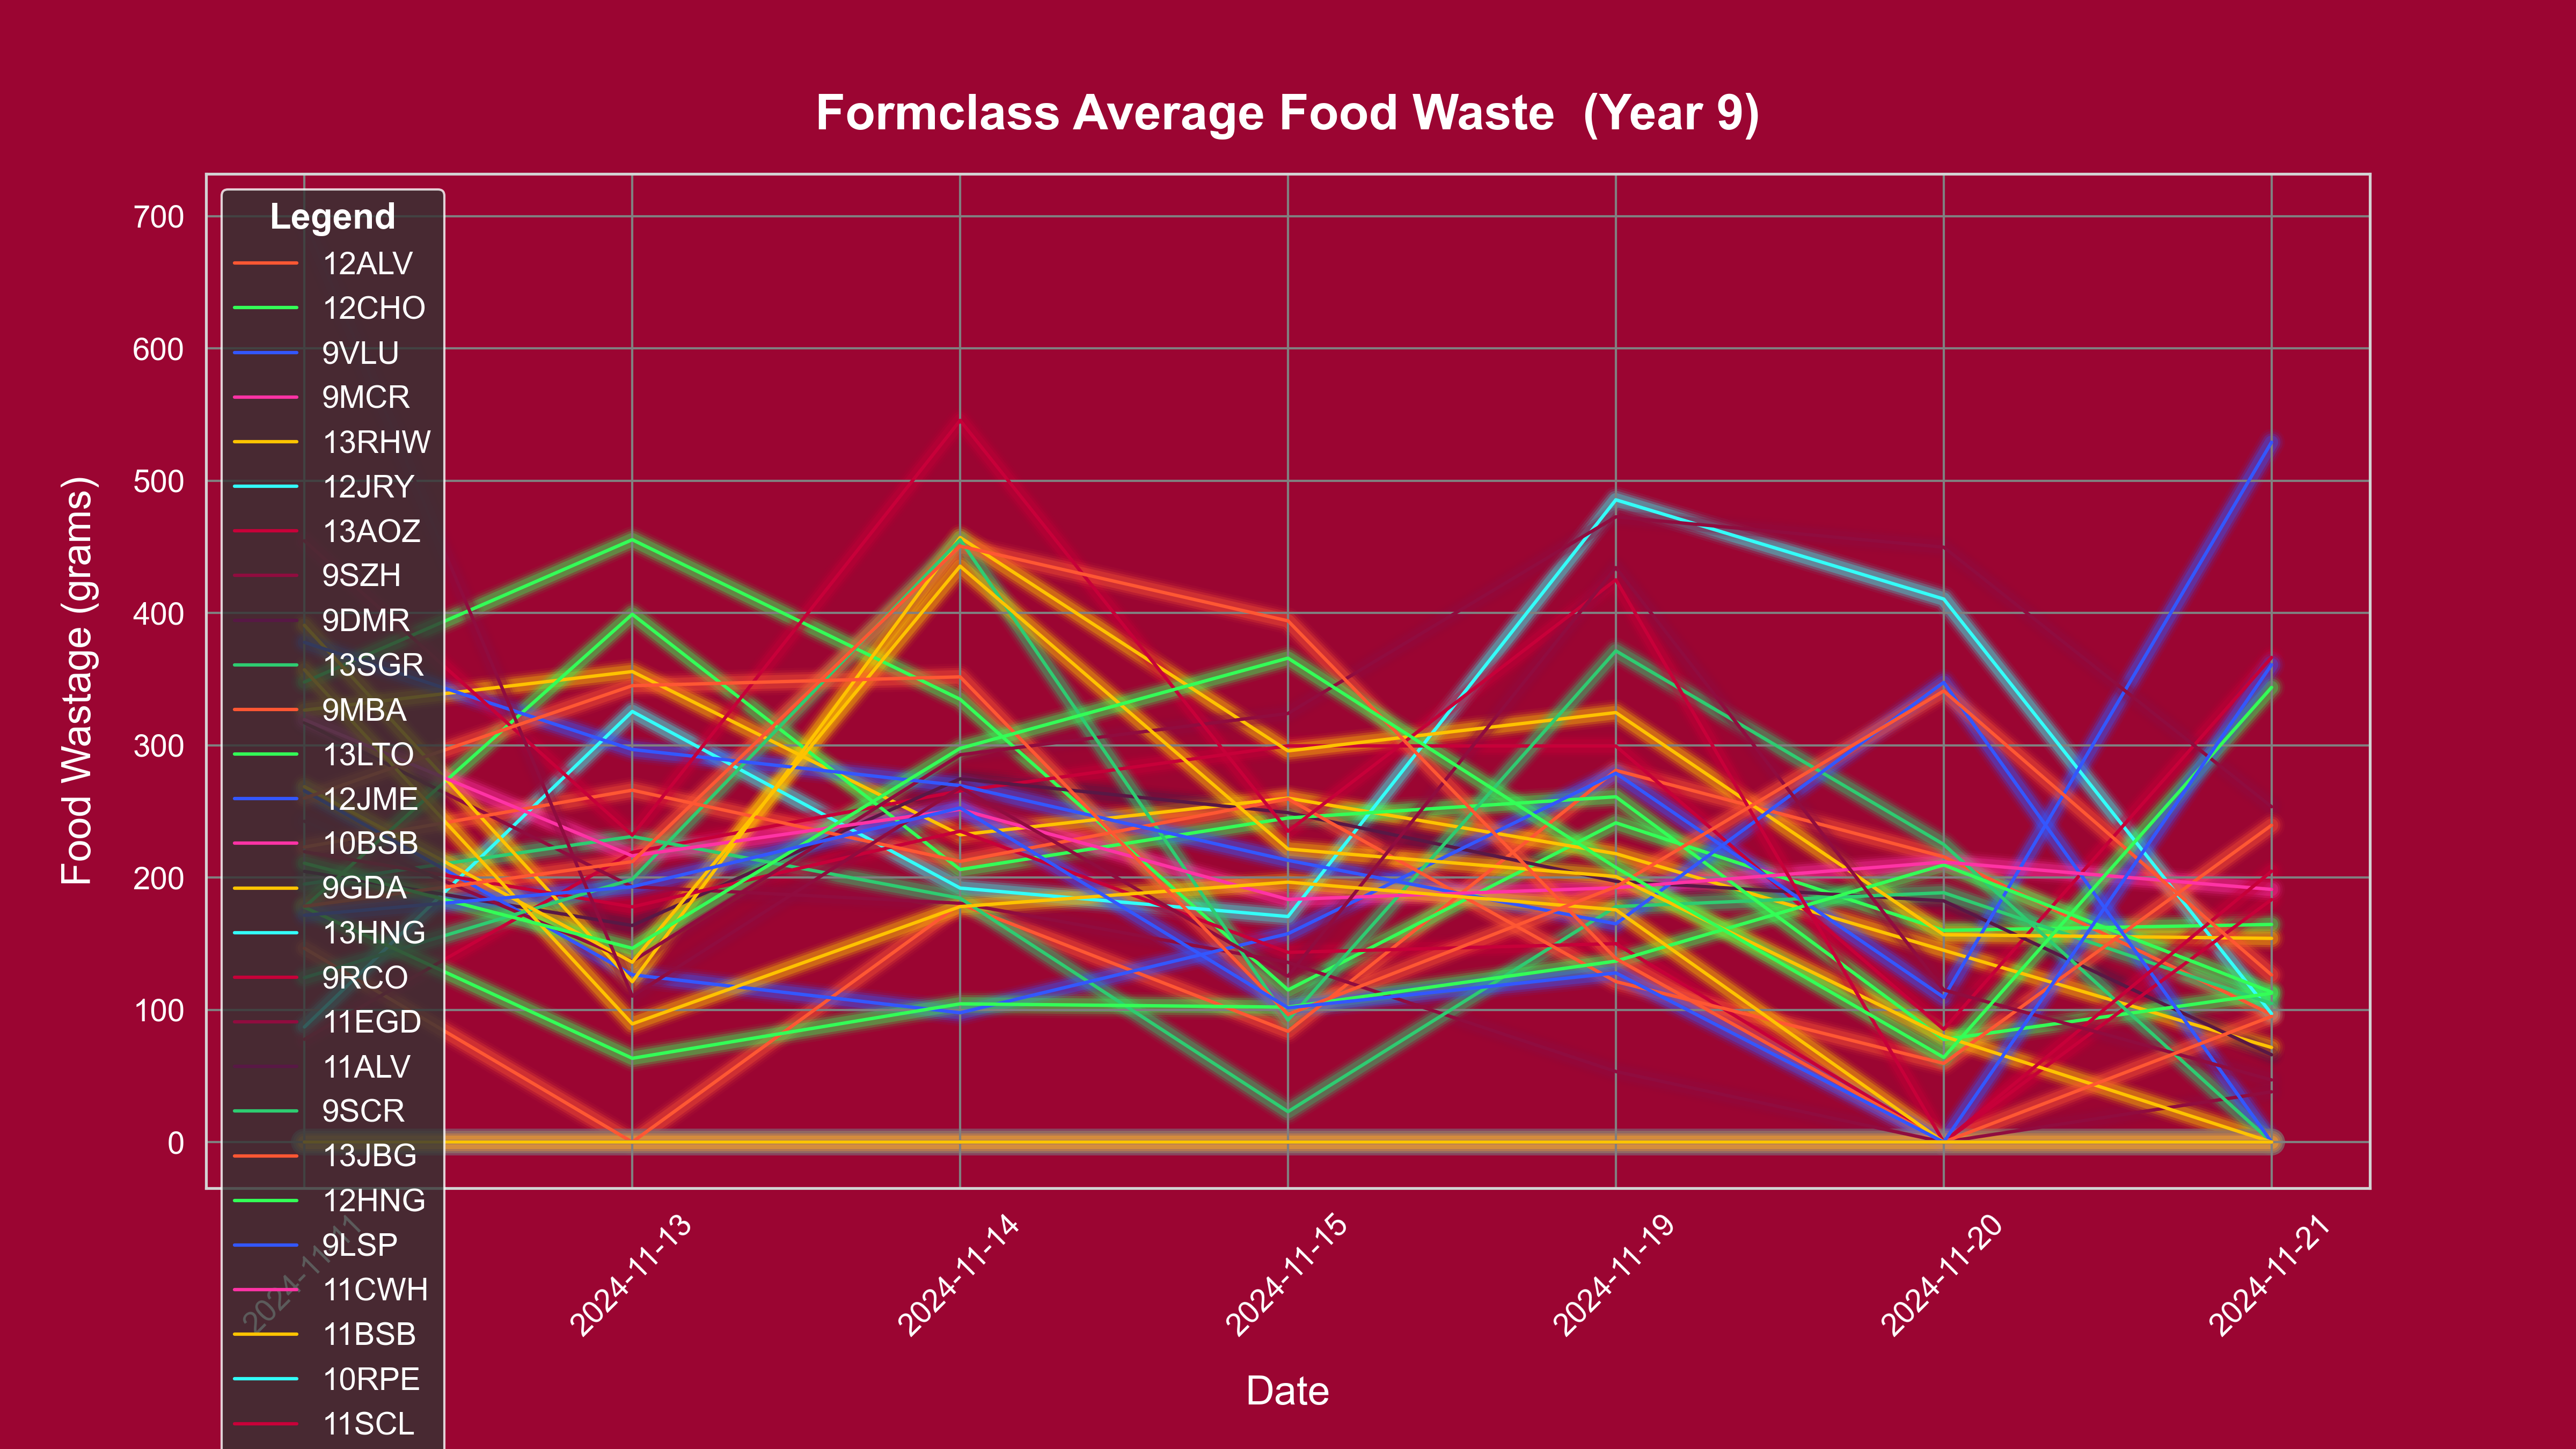 Formclass Average Food Waste  (Year 9)
Food Wastage (grams)
700
600
500
400
300
200
100
0
Legend
12ALV
12CHO
9VLU
9MCR
13RHW
12JRY
13AOZ
9SZH
9DMR
13SGR
9MBA
13LTO
12JME
10BSB
9GDA
13HNG
9RCO
11EGD
11ALV
9SCR
13JBG
12HNG
9LSP
11CWH
11BSB
10RPE
11SCL
2024-11-11
2024-11-13
2024-11-14
2024-11-15
2024-11-19
2024-11-20
2024-11-21
Date